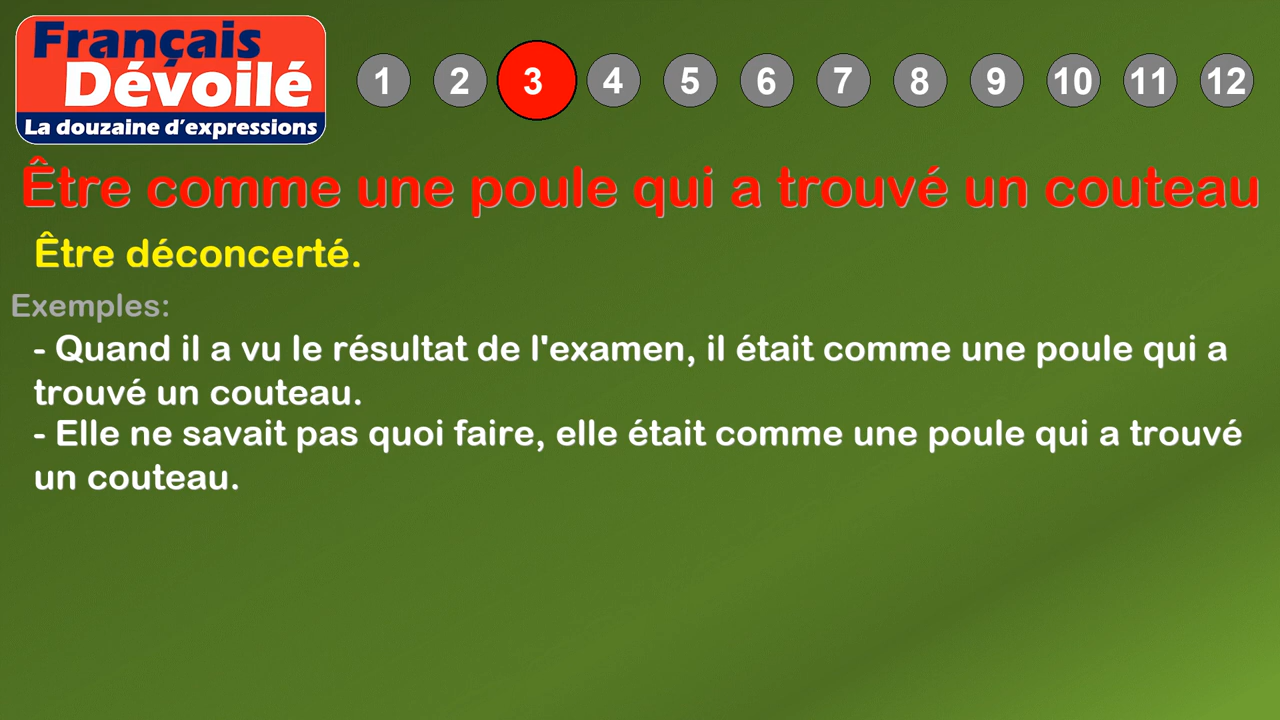 Français
Dévoilé
La douzaine d'expressions
1 2 3 4 5 6 7 8 9 10 11 12
Être comme une poule qui a trouvé un couteau
Être déconcerté.
Exemples:
- Quand il a vu le résultat de l'examen, il était comme une poule qui a
trouvé un couteau.
- Elle ne savait pas quoi faire, elle était comme une poule qui a trouvé
un couteau.